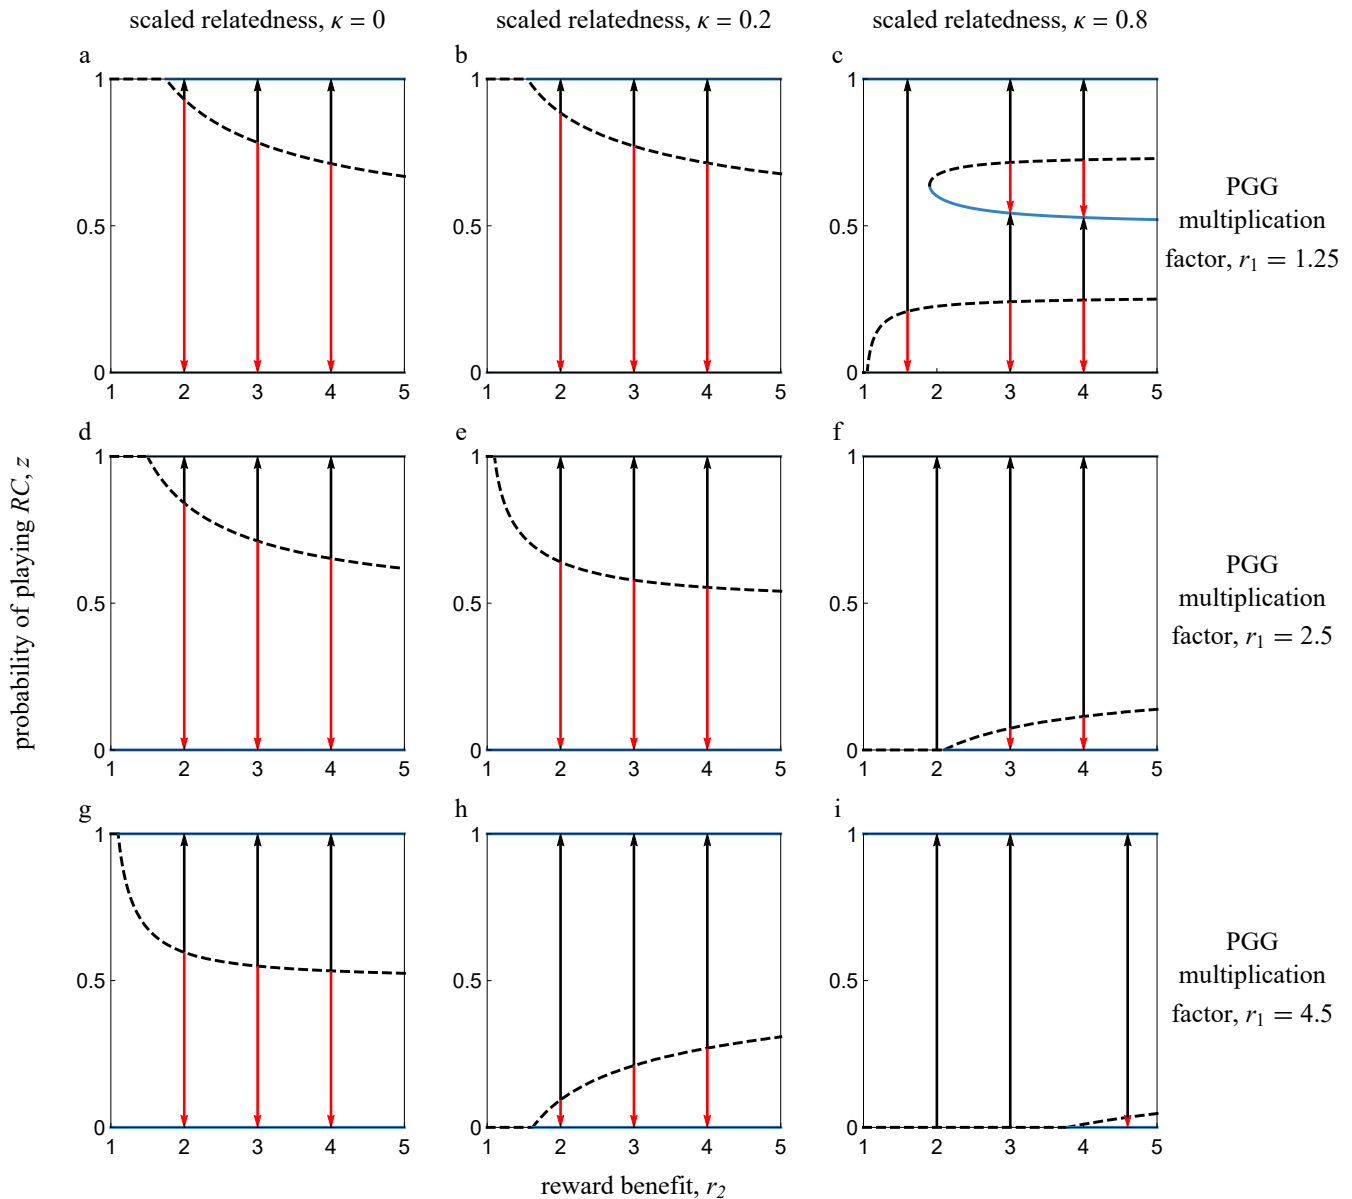 scaled relatedness, κ = 0
scaled relatedness, κ = 0.2
scaled relatedness, κ = 0.8
a
b
c
1
0.5
0
1 2 3 4 5
1
0.5
0
1 2 3 4 5
1
0.5
0
1 2 3 4 5
PGG
multiplication
factor, r₁ = 1.25
d
e
f
1
0.5
0
1 2 3 4 5
1
0.5
0
1 2 3 4 5
1
0.5
0
1 2 3 4 5
PGG
multiplication
factor, r₁ = 2.5
probability of playing RC, z
g
h
i
1
0.5
0
1 2 3 4 5
1
0.5
0
1 2 3 4 5
1
0.5
0
1 2 3 4 5
PGG
multiplication
factor, r₁ = 4.5
reward benefit, r₂